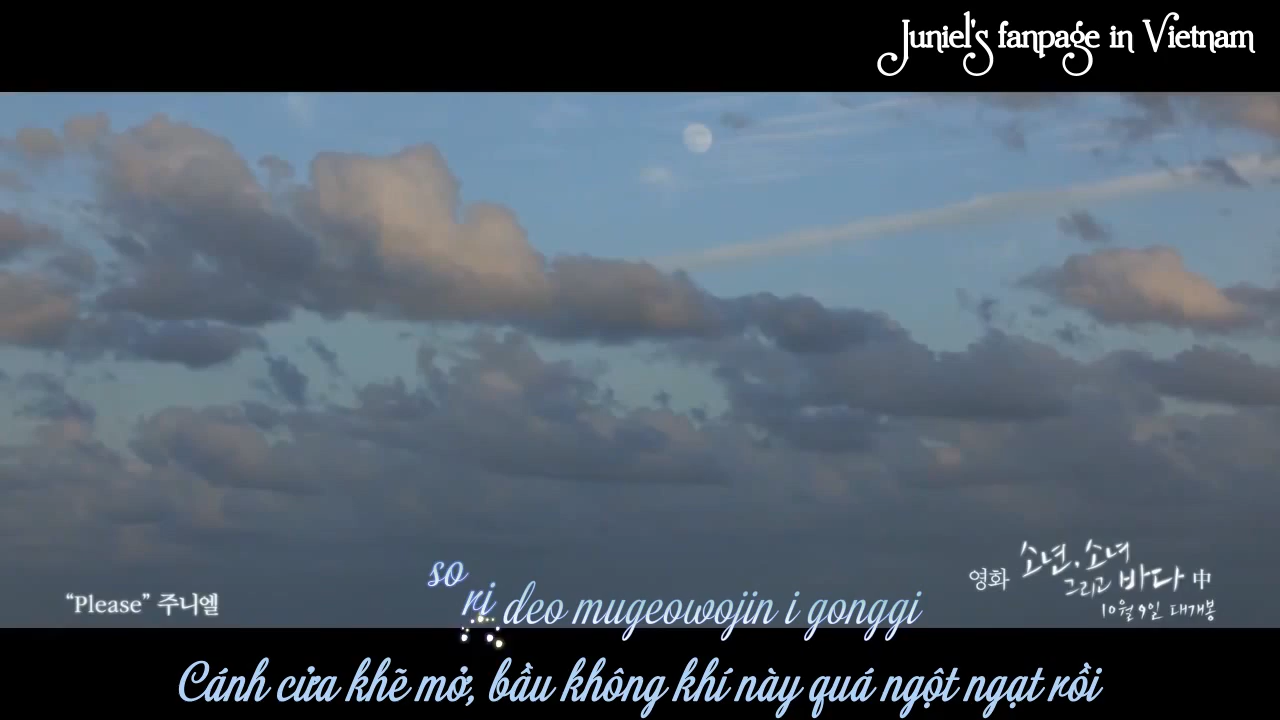 Juniel's fanpage in Vietnam
영화 소년, 소녀 그리고 바다 中
10월 9일 대개봉
"Please" 주니엘
so ri deo mugeowojin i gonggi
Cánh cửa khẽ mở, bầu không khí này quá ngột ngạt rồi